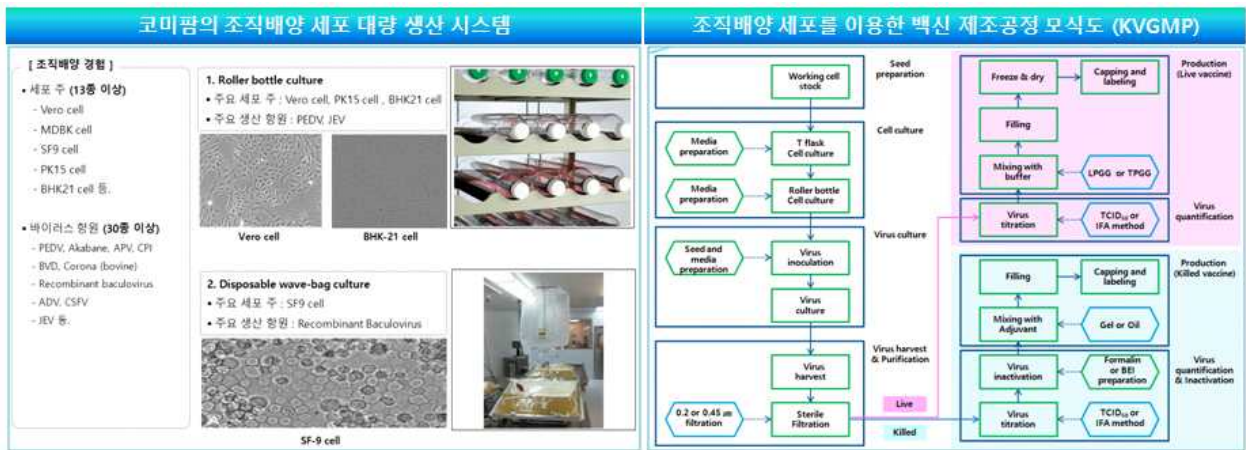 코미팜의 조직배양 세포 대량 생산 시스템
[ 조직배양 경험 ]
• 세포 주 (13종 이상)
- Vero cell
- MDBK cell
- SF9 cell
- PK15 cell
- BHK21 cell 등.
• 바이러스 항원 (30종 이상)
- PEDV, Akabane, APV, CPI
- BVD, Corona (bovine)
- Recombinant baculovirus
- ADV, CSFV
- JEV 등.
1. Roller bottle culture
• 주요 세포 주 : Vero cell, PK15 cell , BHK21 cell
• 주요 생산 항원 : PEDV, JEV
Vero cell
BHK-21 cell
2. Disposable wave-bag culture
• 주요 세포 주 : SF9 cell
• 주요 생산 항원 : Recombinant Baculovirus
SF-9 cell
조직배양 세포를 이용한 백신 제조공정 모식도 (KVGMP)
Seed
preparation
Working cell
stock
Cell culture
Media
preparation
T flask
Cell culture
Media
preparation
Roller bottle
Cell culture
Virus culture
Seed and
media
preparation
Virus
inoculation
Virus
culture
Virus harvest
& Purification
Virus
harvest
0.2 or 0.45 ㎛
filtration
Sterile
Filtration
Live
Killed
Production
(Live vaccine)
Freeze & dry
Capping and
labeling
Filling
Mixing with
buffer
LPGG or TPGG
Virus
quantification
Virus
titration
TCID50 or
IFA method
Production
(Killed vaccine)
Filling
Capping and
labeling
Mixing with
Adjuvant
Gel or Oil
Virus
inactivation
Formalin
or BEI
preparation
Virus
quantification
& Inactivation
Virus
titration
TCID50 or
IFA method